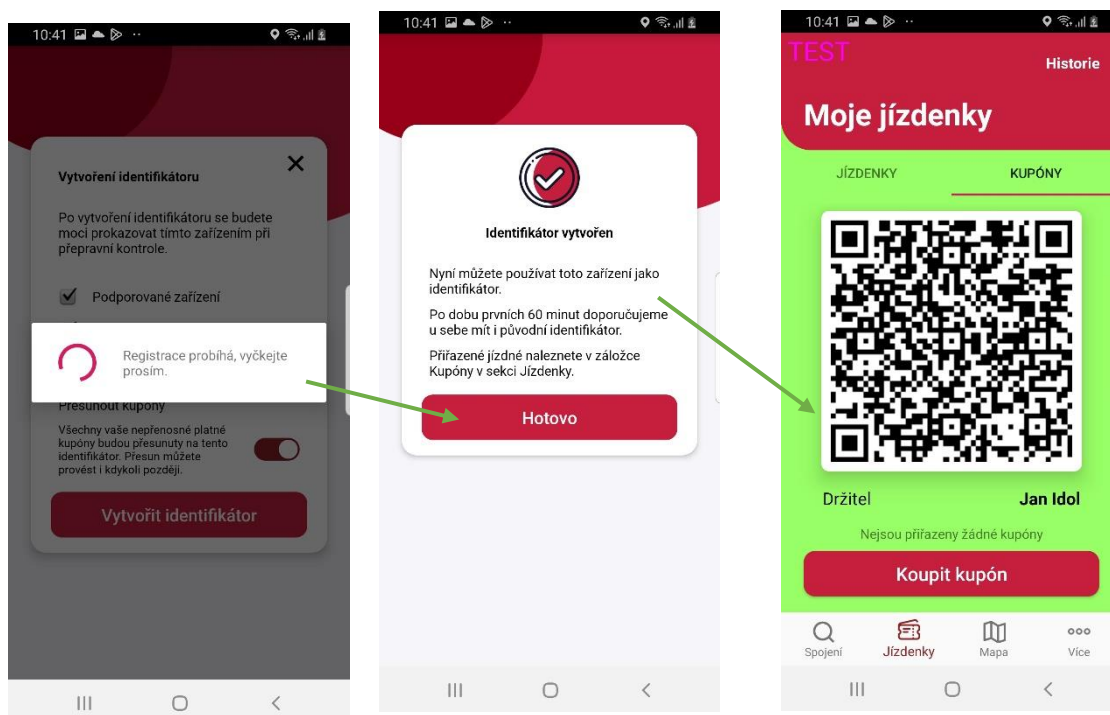 10:41
Vytvoření identifikátoru
Po vytvoření identifikátoru se budete
moci prokazovat tímto zařízením při
přepravní kontrole.
Podporované zařízení
Registrace probíhá, vyčkejte
prosím.
Přesunout kupóny
Všechny vaše nepřenosné platné
kupóny budou přesunuty na tento
identifikátor. Přesun můžete
provést i kdykoli později.
Vytvořit identifikátor
10:41
Identifikátor vytvořen
Nyní můžete používat toto zařízení jako
identifikátor.
Po dobu prvních 60 minut doporučujeme
u sebe mít i původní identifikátor.
Přiřazené jízdné naleznete v záložce
Kupóny v sekci Jízdenky.
Hotovo
10:41
TEST
Historie
Moje jízdenky
JÍZDENKY KUPÓNY
Držitel Jan Idol
Nejsou přiřazeny žádné kupóny
Koupit kupón
Spojení Jízdenky Mapa Více